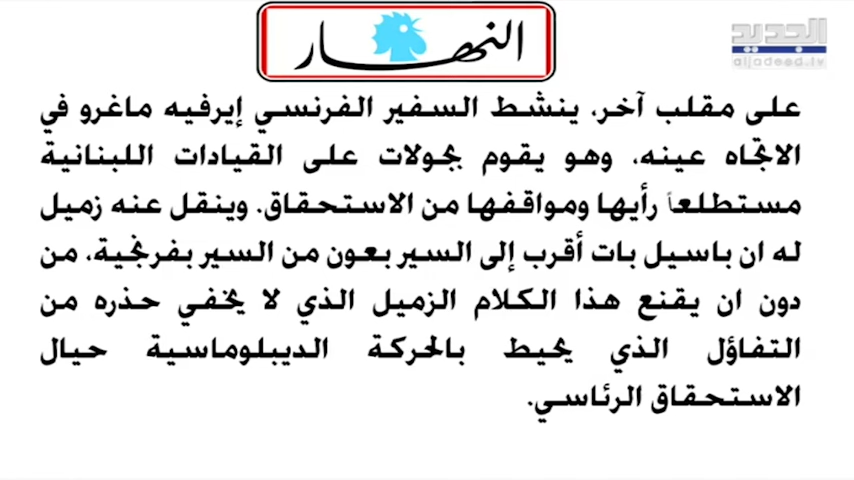 النهار
الجديد
aljadeed.tv
على مقلب آخر، ينشط السفير الفرنسي إيرفيه ماغرو في
الاتجاه عينه، وهو يقوم بجولات على القيادات اللبنانية
مستطلعاً رأيها ومواقفها من الاستحقاق. وينقل عنه زميل
له ان باسيل بات أقرب إلى السير بعون من السير بفرنجية، من
دون ان يقنع هذا الكلام الزميل الذي لا يخفي حذره من
التفاؤل الذي يحيط بالحركة الديبلوماسية حيال
الاستحقاق الرئاسي.